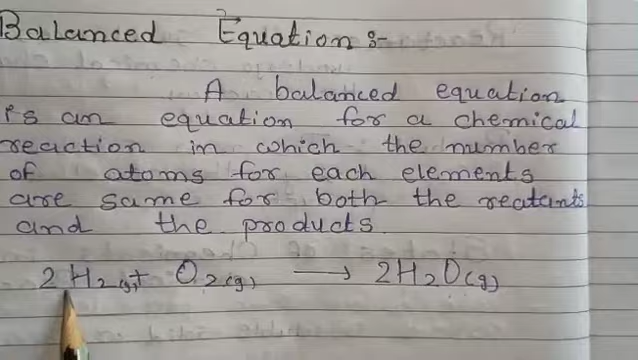 Balanced Equation :-
A balanced equation
is an equation for a chemical
reaction in which the number
of atoms for each elements
are same for both the reatants
and the products.
2H₂(g)+ O₂(g) ⟶ 2H₂O(g)